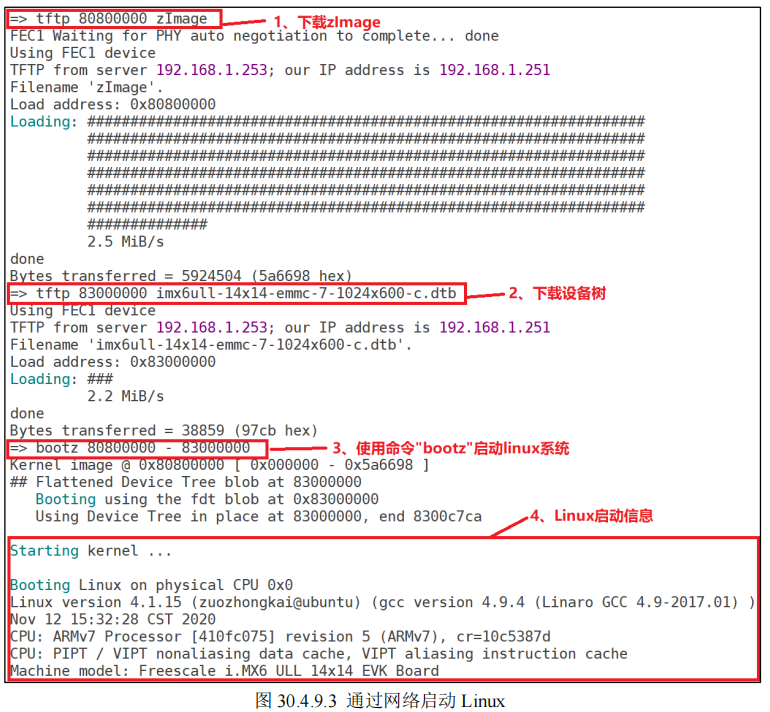 => tftp 80800000 zImage
1、下载zImage
FEC1 Waiting for PHY auto negotiation to complete... done
Using FEC1 device
TFTP from server 192.168.1.253; our IP address is 192.168.1.251
Filename 'zImage'.
Load address: 0x80800000
Loading: #################################################################
#################################################################
#################################################################
#################################################################
#################################################################
#################################################################
##############
2.5 MiB/s
done
Bytes transferred = 5924504 (5a6698 hex)
=> tftp 83000000 imx6ull-14x14-emmc-7-1024x600-c.dtb
2、下载设备树
Using FEC1 device
TFTP from server 192.168.1.253; our IP address is 192.168.1.251
Filename 'imx6ull-14x14-emmc-7-1024x600-c.dtb'.
Load address: 0x83000000
Loading: ###
2.2 MiB/s
done
Bytes transferred = 38859 (97cb hex)
=> bootz 80800000 - 83000000
3、使用命令"bootz"启动linux系统
Kernel image @ 0x80800000 [ 0x000000 - 0x5a6698 ]
## Flattened Device Tree blob at 83000000
Booting using the fdt blob at 0x83000000
Using Device Tree in place at 83000000, end 8300c7ca
4、Linux启动信息
Starting kernel ...
Booting Linux on physical CPU 0x0
Linux version 4.1.15 (zuozhongkai@ubuntu) (gcc version 4.9.4 (Linaro GCC 4.9-2017.01) )
Nov 12 15:32:28 CST 2020
CPU: ARMv7 Processor [410fc075] revision 5 (ARMv7), cr=10c5387d
CPU: PIPT / VIPT nonaliasing data cache, VIPT aliasing instruction cache
Machine model: Freescale i.MX6 ULL 14x14 EVK Board
图 30.4.9.3 通过网络启动 Linux